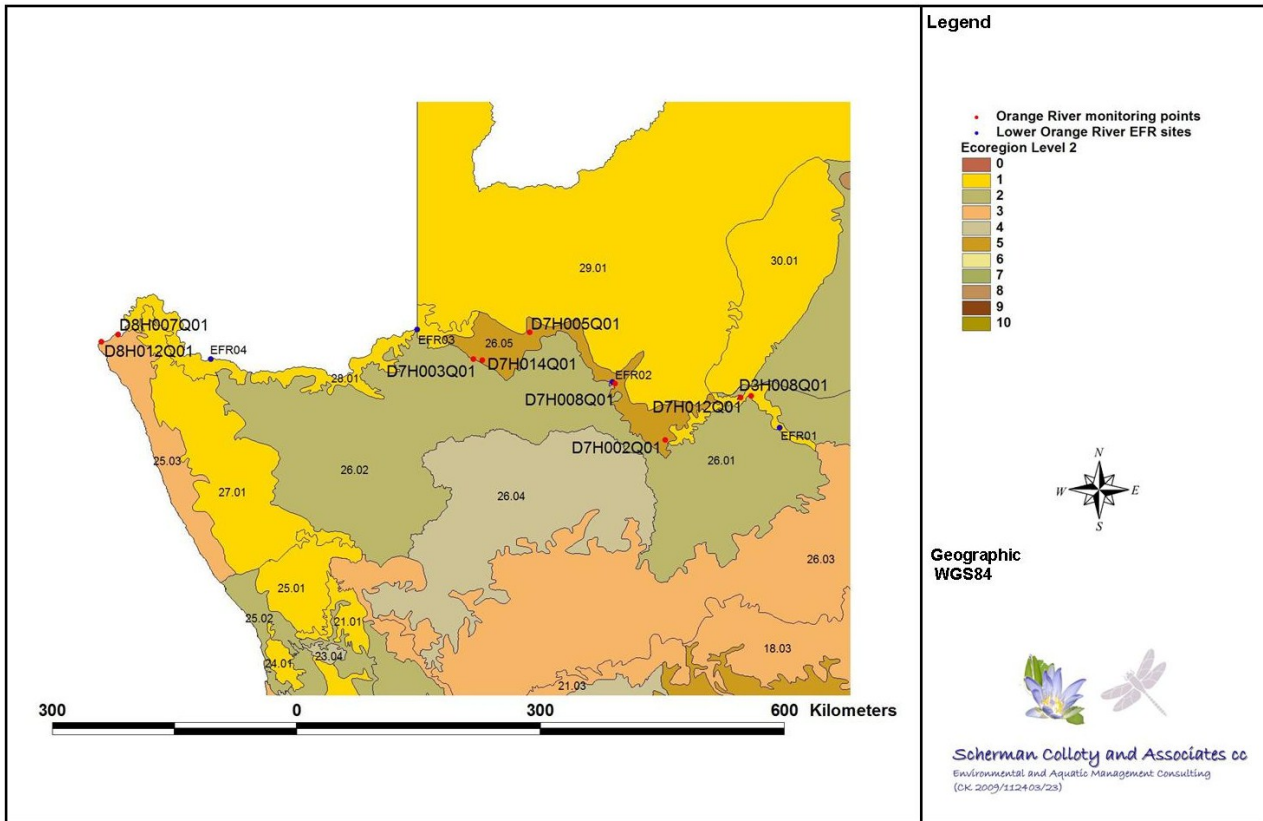 Legend
Orange River monitoring points
Lower Orange River EFR sites
Ecoregion Level 2
0
1
2
3
4
5
6
7
8
9
10
30.01
29.01
D8H007Q01
D8H012Q01
EFR04
28.01
EFR03
26.05
D7H005Q01
D7H003Q01
D7H014Q01
EFR02
D7H008Q01
D7H012Q01
D3H008Q01
EFR01
D7H002Q01
25.03
27.01
26.02
26.04
26.01
26.03
25.01
25.02
21.01
24.01
23.04
21.03
18.03
300
0
300
600
Kilometers
N
W
E
S
Geographic
WGS84
Scherman Colloty and Associates cc
Environmental and Aquatic Management Consulting
(CK 2009/112403/23)